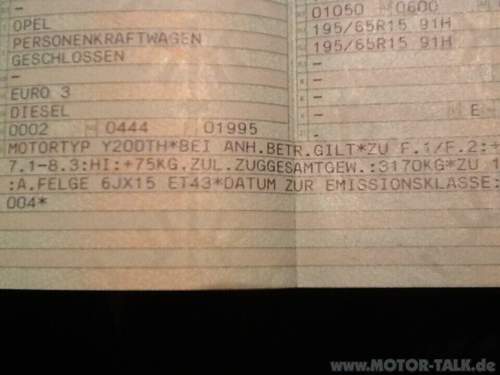 –
OPEL
PERSONENKRAFTWAGEN
GESCHLOSSEN
–
EURO 3
DIESEL
0002 0444 01995
01050 0600
195/65R15 91H
195/65R15 91H
–
–
–
E –
MOTORTYP Y20DTH*BEI ANH.BETR.GILT*ZU F.1/F.2:+
7.1-8.3:HI:+75KG.ZUL.ZUGGESAMTGEW.:3170KG*ZU 1
:A.FELGE 6JX15 ET43*DATUM ZUR EMISSIONSKLASSE:
004*
www.MOTOR-TALK.de